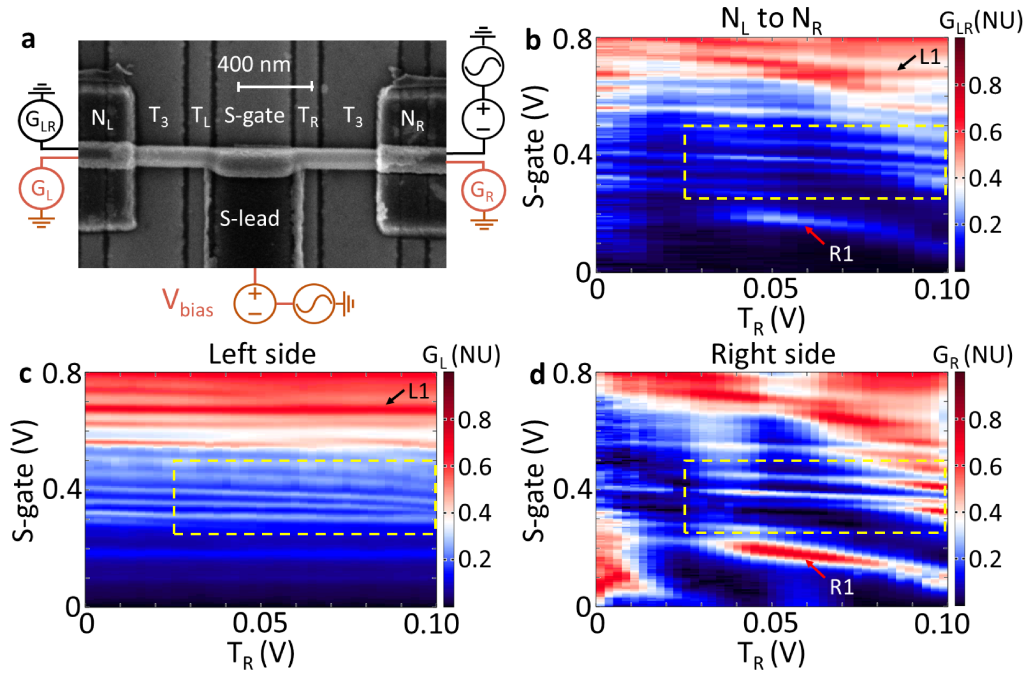 a
400 nm
N_L T_3 T_L S-gate T_R T_3 N_R
G_LR
G_L
G_R
S-lead
V_bias
+
−
+
−
b N_L to N_R G_LR (NU)
S-gate (V)
0.8
0.4
0
0.05
0.10
T_R (V)
L1
R1
0.8
0.6
0.4
0.2
c Left side G_L (NU)
S-gate (V)
0.8
0.4
0
0
0.05
0.10
T_R (V)
L1
0.8
0.6
0.4
0.2
d Right side G_R (NU)
S-gate (V)
0.8
0.4
0
0
0.05
0.10
T_R (V)
R1
0.8
0.6
0.4
0.2